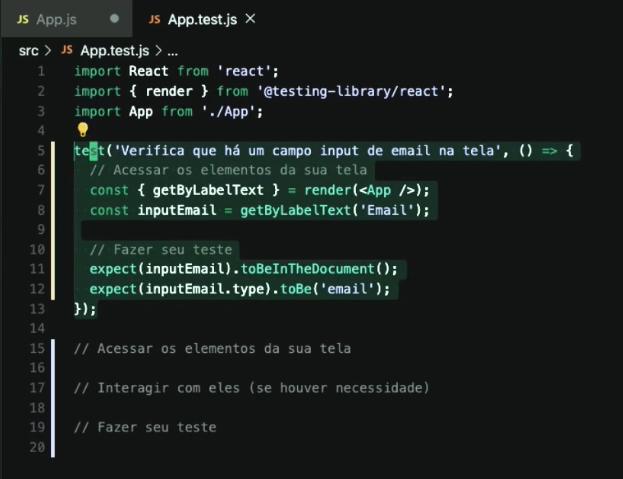 JS App.js
JS App.test.js ×
src > JS App.test.js > ...
1 import React from 'react';
2 import { render } from '@testing-library/react';
3 import App from './App';
4
5 test('Verifica que há um campo input de email na tela', () => {
6 // Acessar os elementos da sua tela
7 const { getByLabelText } = render(<App />);
8 const inputEmail = getByLabelText('Email');
9
10 // Fazer seu teste
11 expect(inputEmail).toBeInTheDocument();
12 expect(inputEmail.type).toBe('email');
13 });
14
15 // Acessar os elementos da sua tela
16
17 // Interagir com eles (se houver necessidade)
18
19 // Fazer seu teste
20